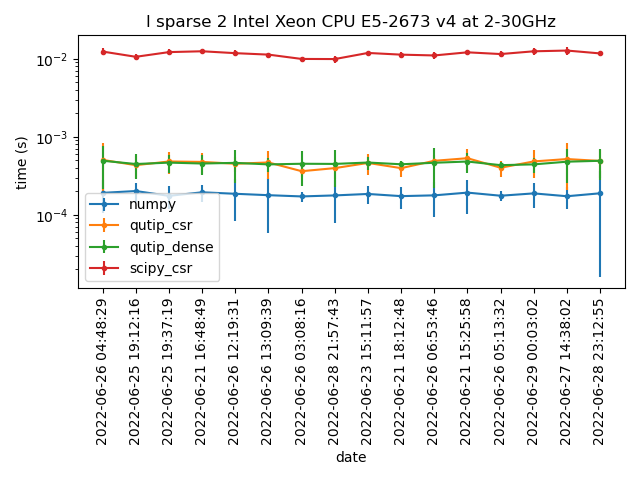 l sparse 2 Intel Xeon CPU E5-2673 v4 at 2-30GHz
time (s)
10⁻²
10⁻³
10⁻⁴
numpy
qutip_csr
qutip_dense
scipy_csr
2022-06-26 04:48:29
2022-06-25 19:12:16
2022-06-25 19:37:19
2022-06-21 16:48:49
2022-06-26 12:19:31
2022-06-26 13:09:39
2022-06-26 03:08:16
2022-06-28 21:57:43
2022-06-23 15:11:57
2022-06-21 18:12:48
2022-06-26 06:53:46
2022-06-21 15:25:58
2022-06-26 05:13:32
2022-06-29 00:03:02
2022-06-27 14:38:02
2022-06-28 23:12:55
date